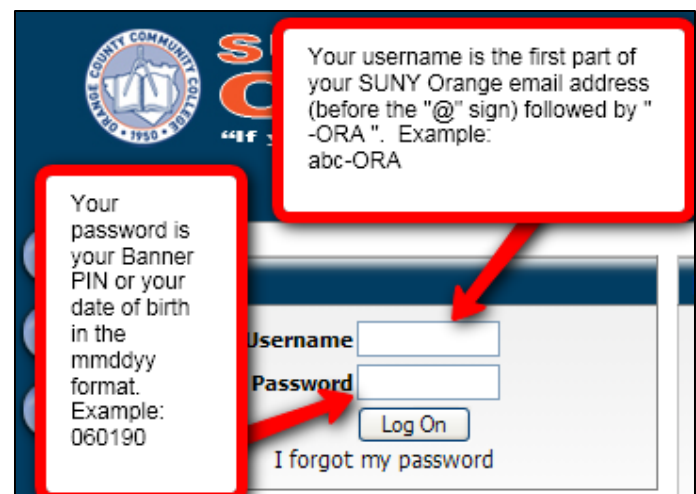 ORANGE COUNTY COMMUNITY COLLEGE
• 1950 •
S
"If y
Your username is the first part of
your SUNY Orange email address
(before the "@" sign) followed by "
-ORA ".  Example:
abc-ORA
Your
password is
your Banner
PIN or your
date of birth
in the
mmddyy
format.
Example:
060190
Username
Password
Log On
I forgot my password